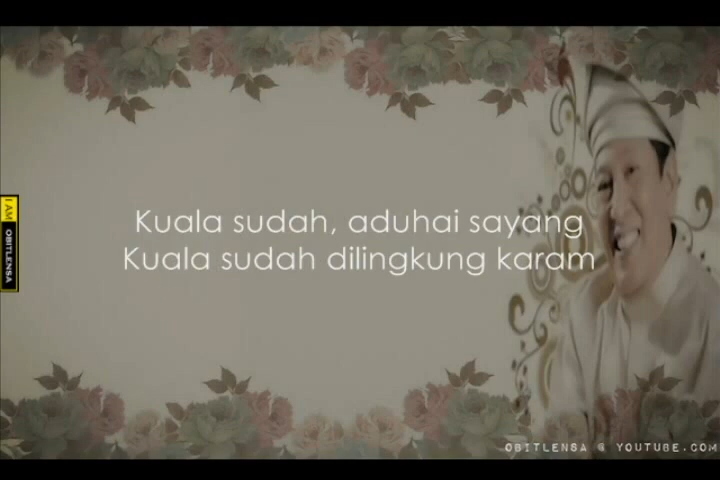 I AM OBITLENSA
Kuala sudah, aduhai sayang
Kuala sudah dilingkung karam
OBITLENSA @ YOUTUBE.COM